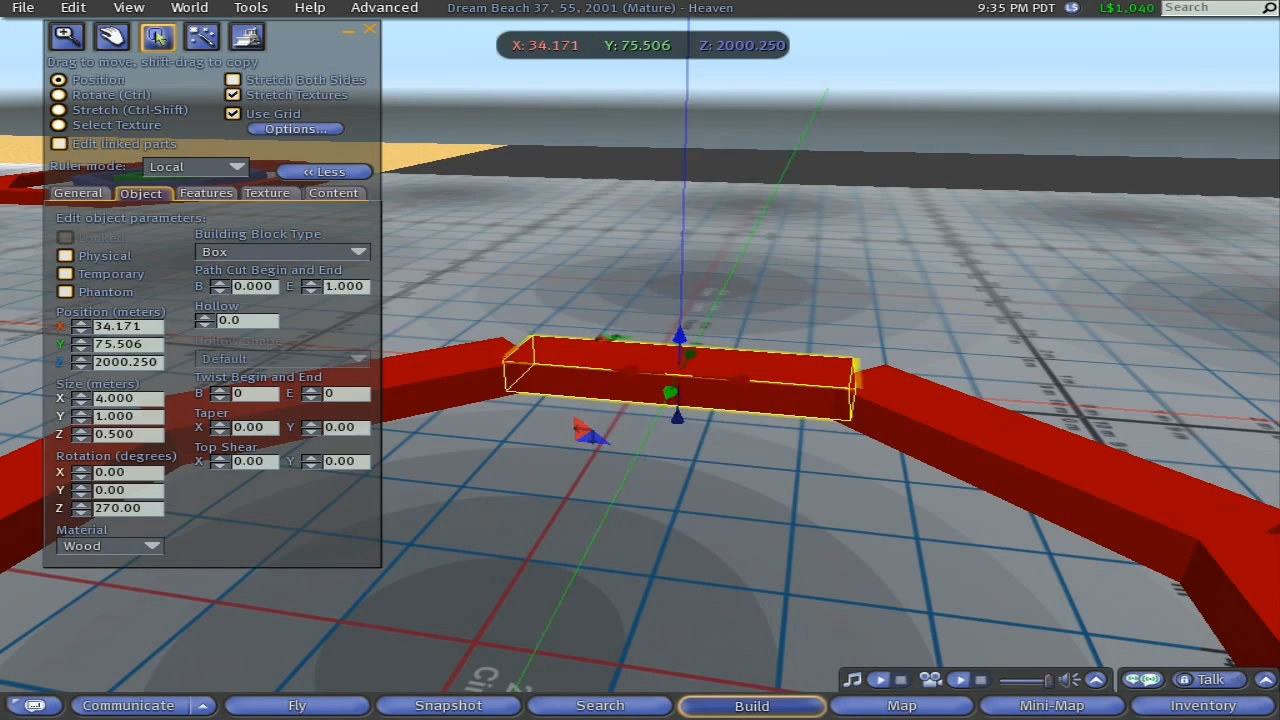 File Edit View World Tools Help Advanced Dream Beach 37, 55, 2001 (Mature) - Heaven 9:35 PM PDT L$1,040 Search
X: 34.171 Y: 75.506 Z: 2000.250
Drag to move, shift-drag to copy
Position Stretch Both Sides
Rotate (Ctrl) Stretch Textures
Stretch (Ctrl-Shift) Use Grid
Select Texture Options...
Edit linked parts
Ruler mode: Local << Less
General Object Features Texture Content
Edit object parameters:
Locked
Physical
Temporary
Phantom
Position (meters)
X 34.171
Y 75.506
Z 2000.250
Size (meters)
X 4.000
Y 1.000
Z 0.500
Rotation (degrees)
X 0.00
Y 0.00
Z 270.00
Material
Wood
Building Block Type
Box
Path Cut Begin and End
B 0.000 E 1.000
Hollow
0.0
Hollow Shape
Default
Twist Begin and End
B 0 E 0
Taper
X 0.00 Y 0.00
Top Shear
X 0.00 Y 0.00
Talk
Communicate Fly Snapshot Search Build Map Mini-Map Inventory